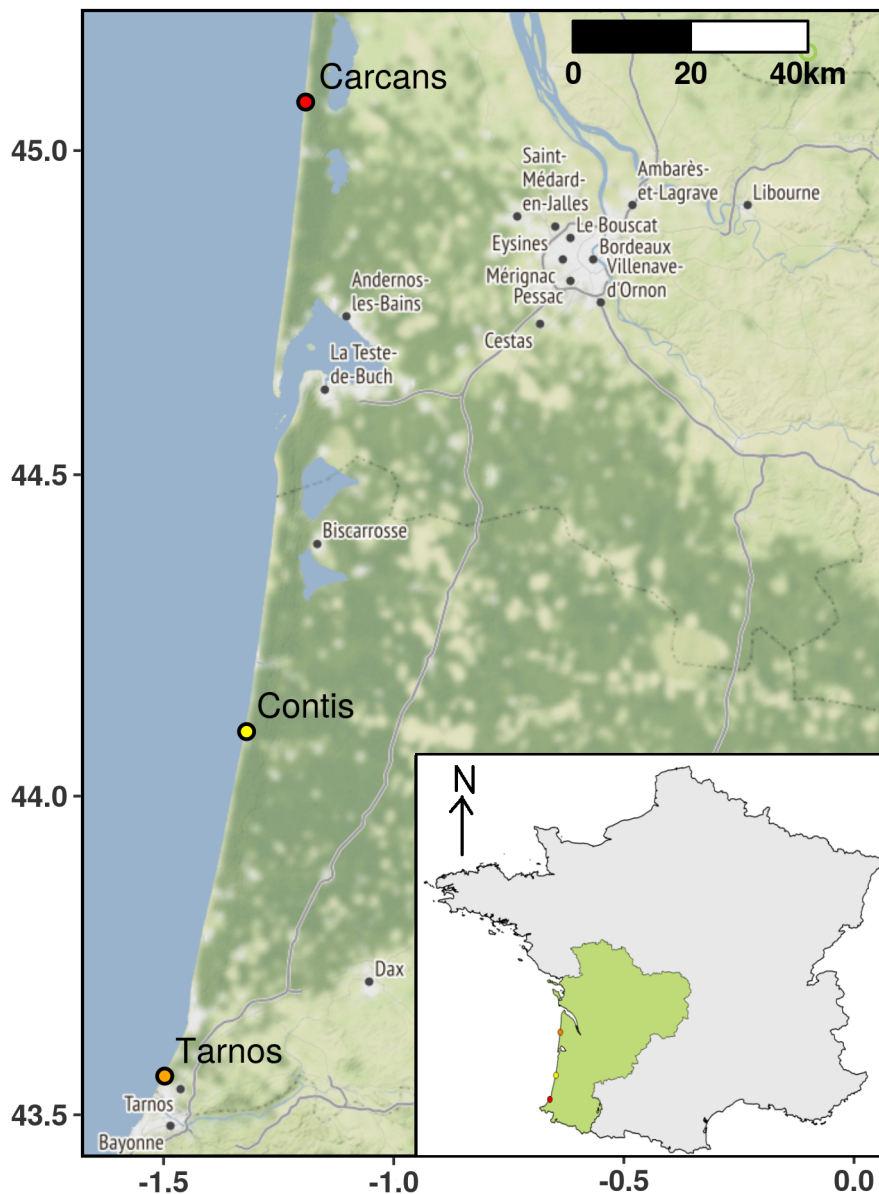 0
20
40km
Carcans
45.0
Saint-
Médard-
en-Jalles
Ambarès-
et-Lagrave
Libourne
Le Bouscat
Eysines
Bordeaux
Mérignac
Villenave-
d'Ornon
Pessac
Cestas
Andernos-
les-Bains
La Teste-
de-Buch
44.5
Biscarrosse
Contis
44.0
N
Dax
Tarnos
Tarnos
43.5
Bayonne
-1.5
-1.0
-0.5
0.0